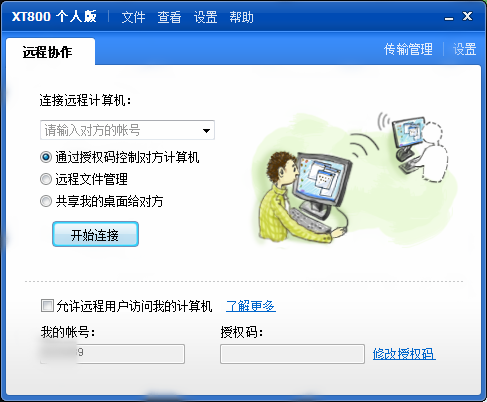 XT800 个人版 文件 查看 设置 帮助
远程协作 传输管理 设置
连接远程计算机：
请输入对方的帐号
通过授权码控制对方计算机
远程文件管理
共享我的桌面给对方
开始连接
允许远程用户访问我的计算机 了解更多
我的帐号： 授权码：
9 修改授权码